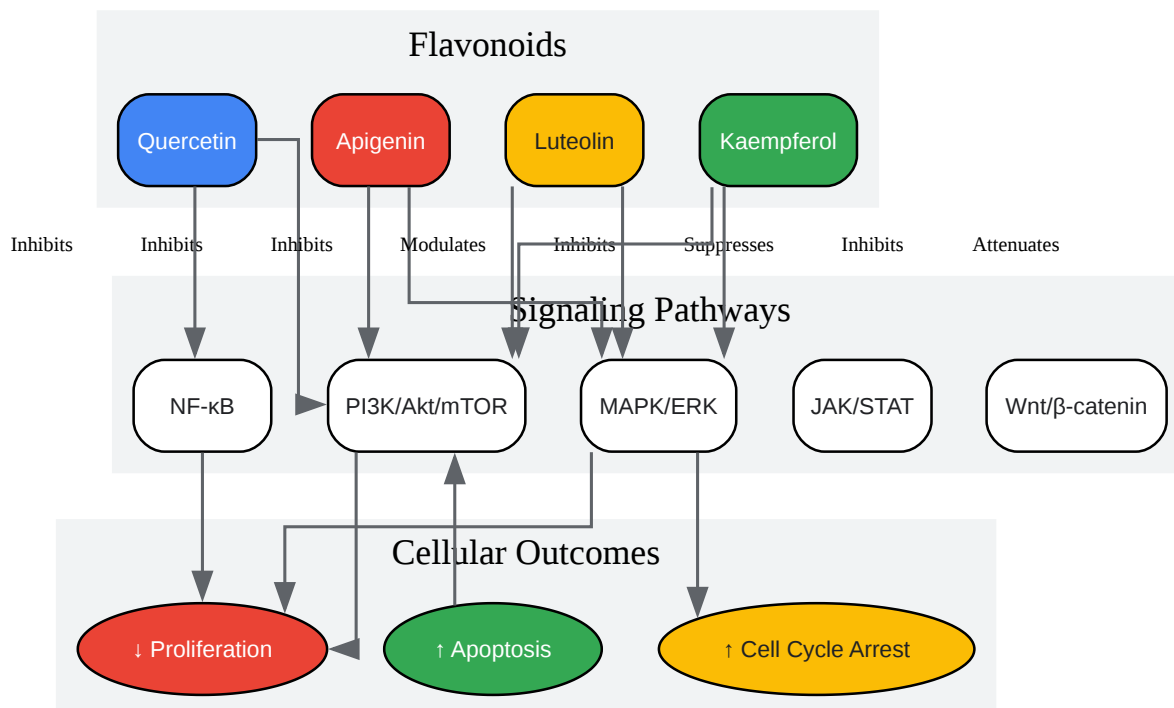 Flavonoids
Quercetin
Apigenin
Luteolin
Kaempferol
Inhibits
Inhibits
Inhibits
Modulates
Inhibits
Suppresses
Inhibits
Attenuates
Signaling Pathways
NF-κB
PI3K/Akt/mTOR
MAPK/ERK
JAK/STAT
Wnt/β-catenin
Cellular Outcomes
↓ Proliferation
↑ Apoptosis
↑ Cell Cycle Arrest